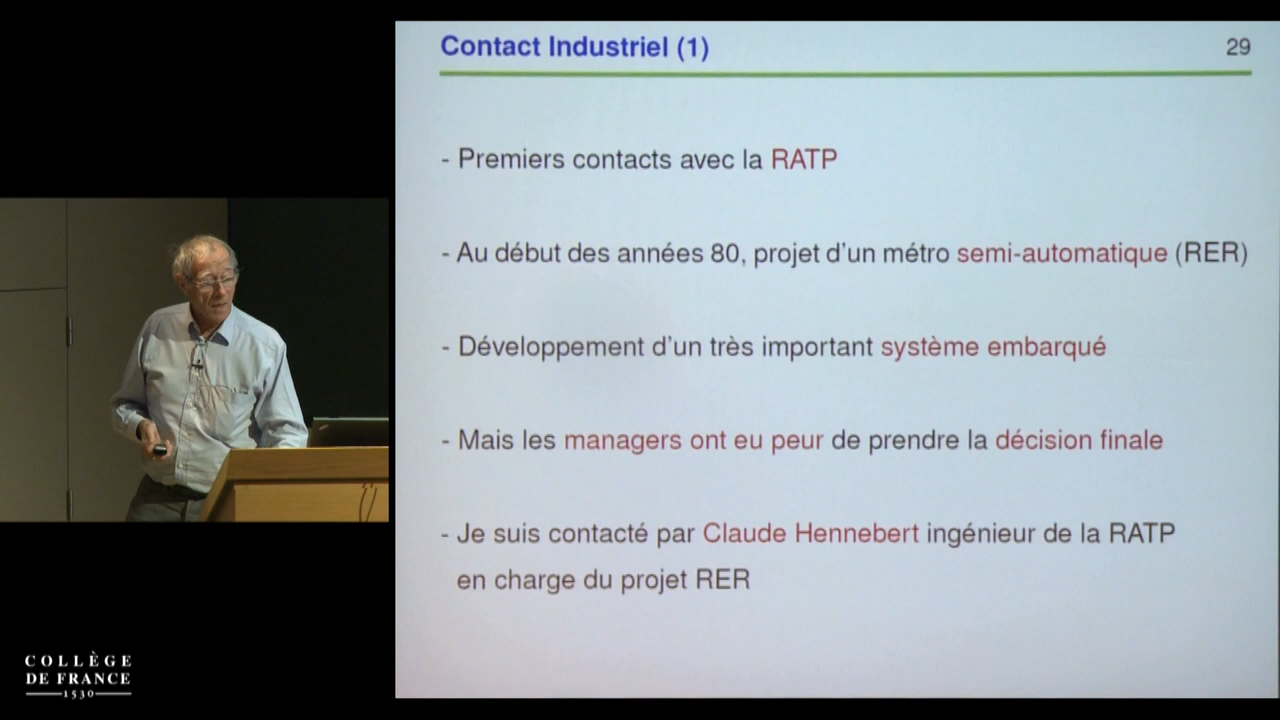 Contact Industriel (1)
29
- Premiers contacts avec la RATP
- Au début des années 80, projet d'un métro semi-automatique (RER)
- Développement d'un très important système embarqué
- Mais les managers ont eu peur de prendre la décision finale
- Je suis contacté par Claude Hennebert ingénieur de la RATP
en charge du projet RER
COLLÈGE
DE FRANCE
1530